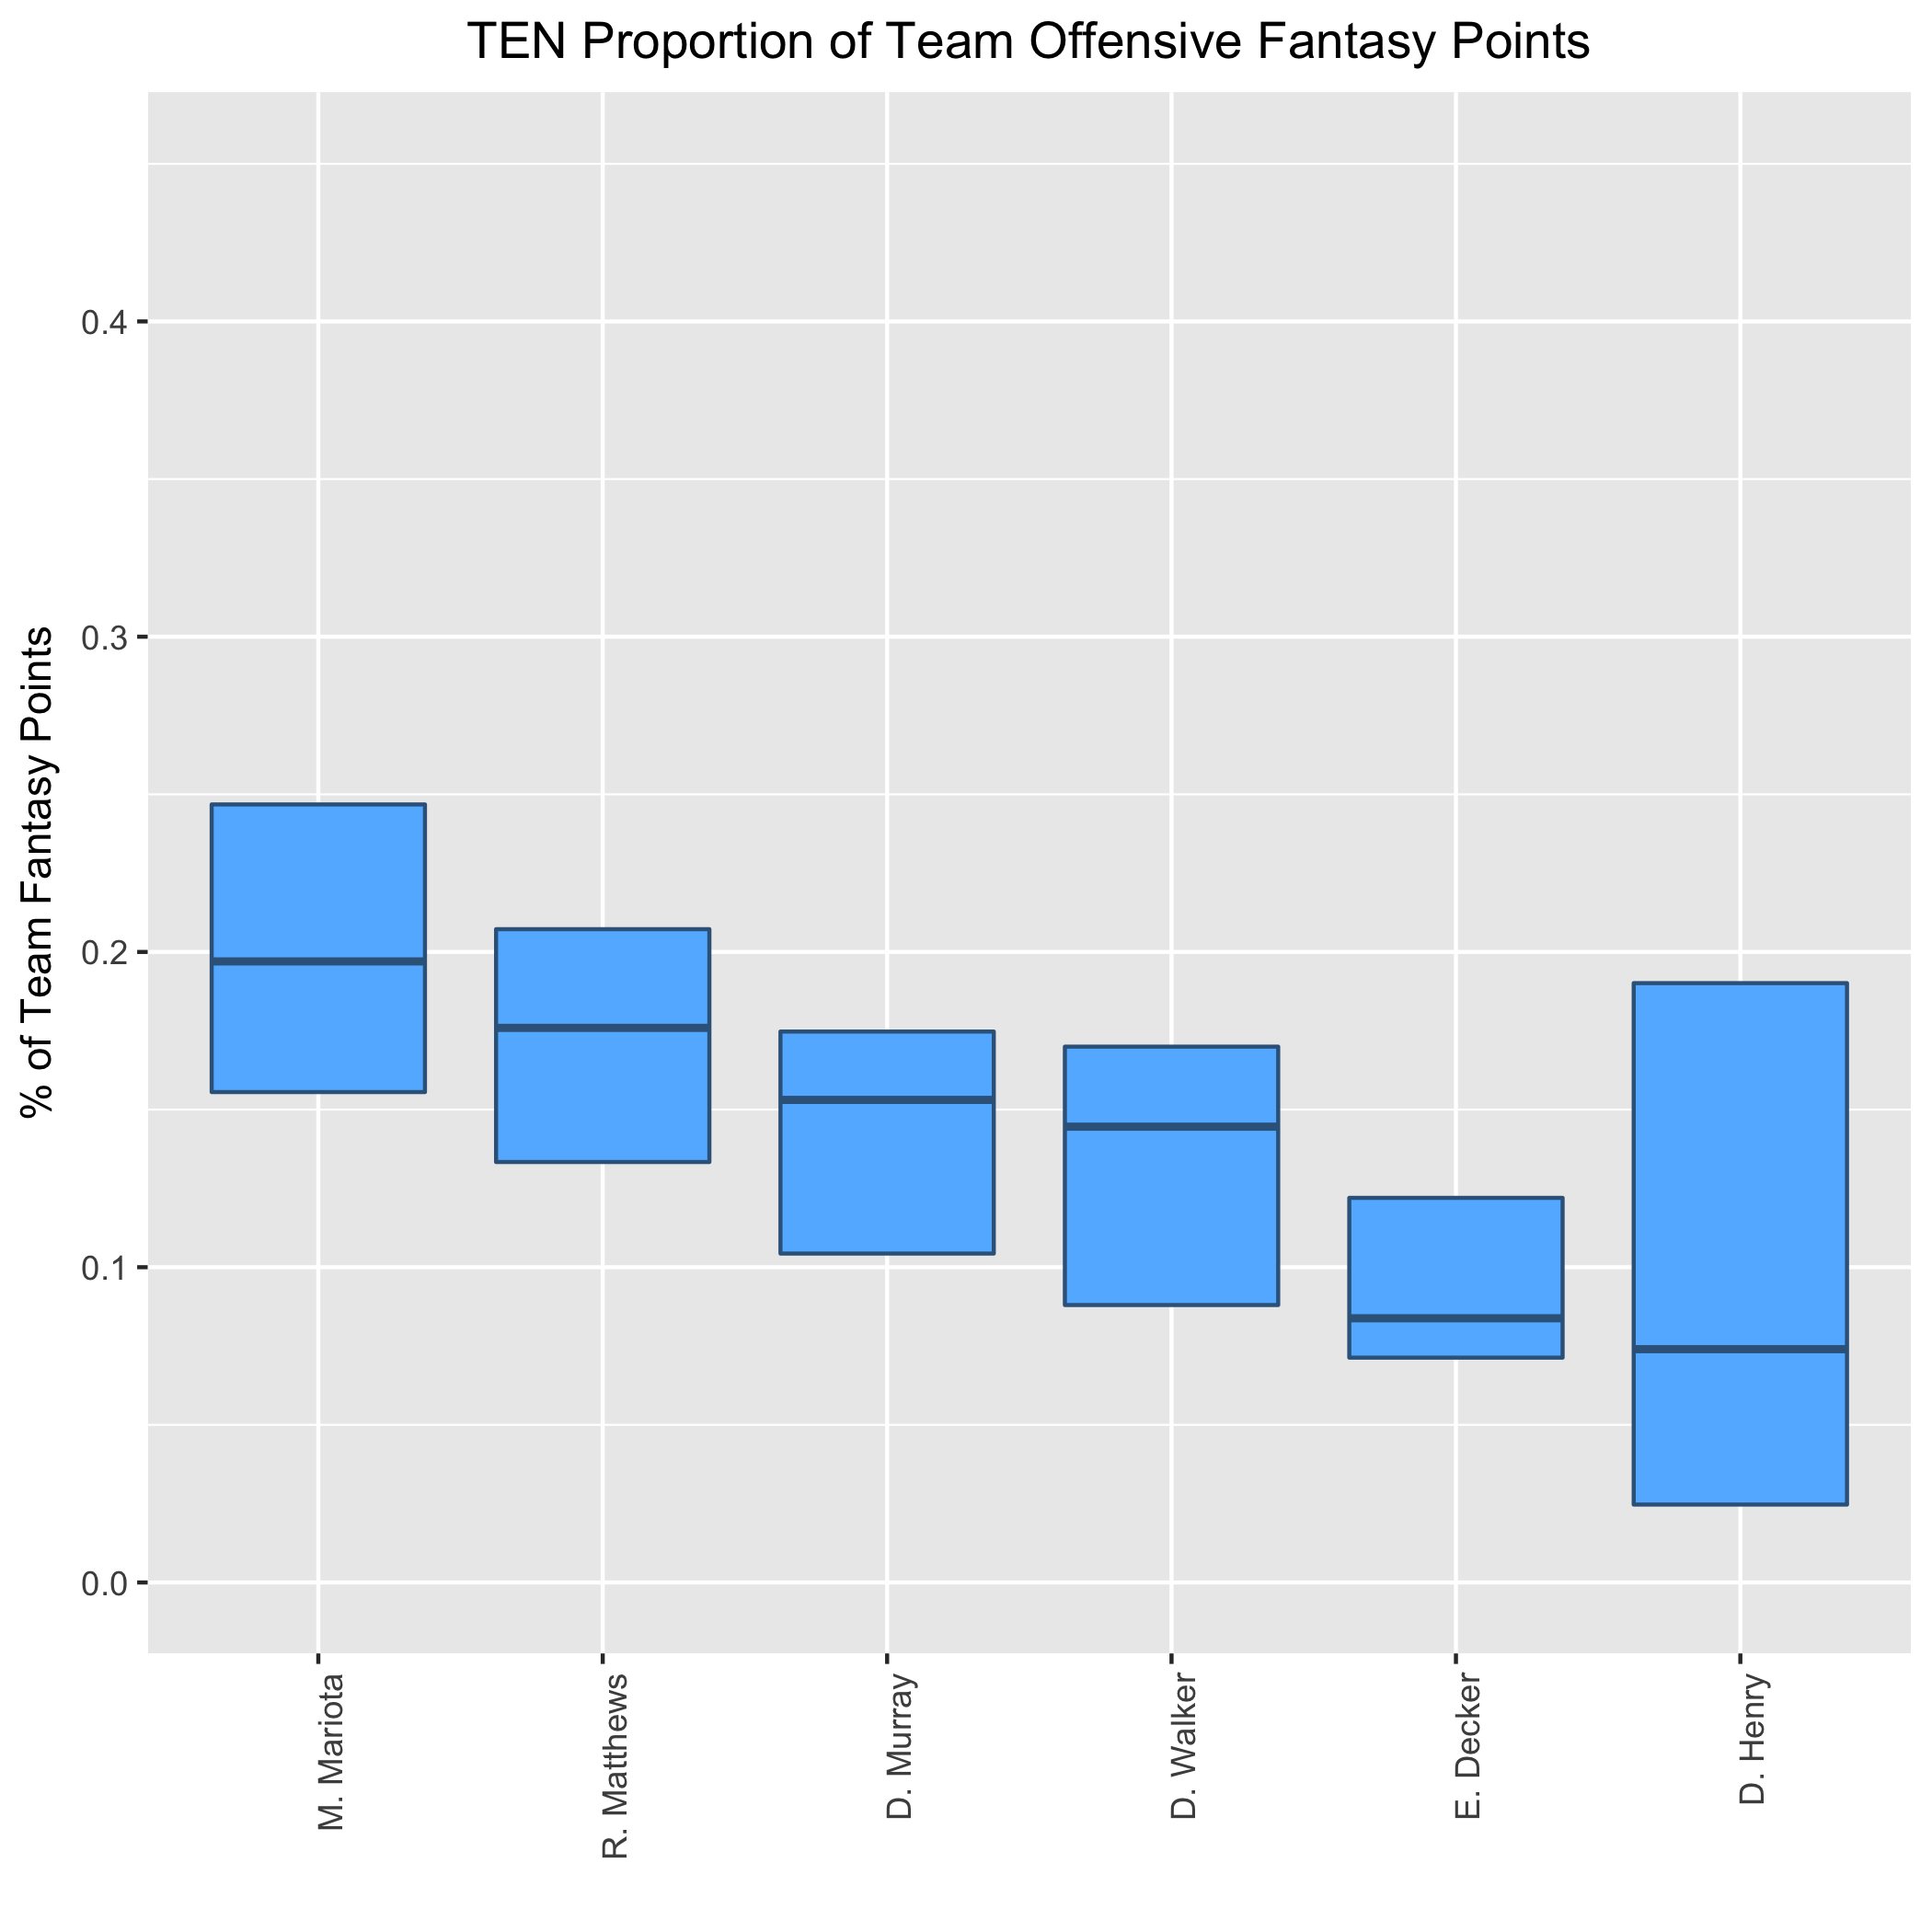 TEN Proportion of Team Offensive Fantasy Points
% of Team Fantasy Points
0.4
0.3
0.2
0.1
0.0
M. Mariota
R. Matthews
D. Murray
D. Walker
E. Decker
D. Henry